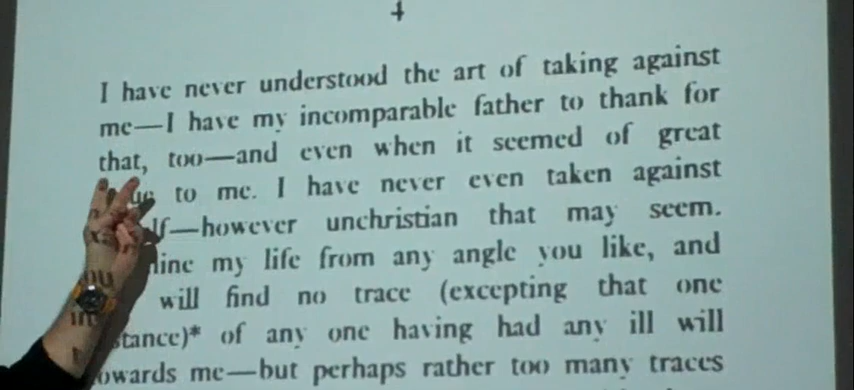 4
I have never understood the art of taking against
me—I have my incomparable father to thank for
that, too—and even when it seemed of great
to me. I have never even taken against
lf—however unchristian that may seem.
ine my life from any angle you like, and
will find no trace (excepting that one
stance)* of any one having had any ill will
owards me—but perhaps rather too many traces